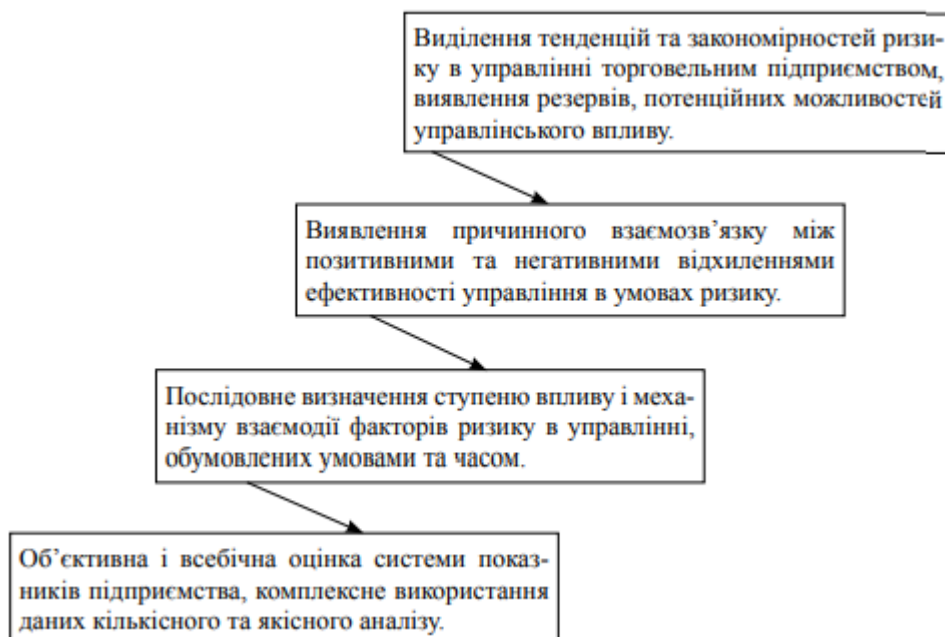 Виділення тенденцій та закономірностей ризи-
ку в управлінні торговельним підприємством,
виявлення резервів, потенційних можливостей
управлінського впливу.
Виявлення причинного взаємозв’язку між
позитивними та негативними відхиленнями
ефективності управління в умовах ризику.
Послідовне визначення ступеню впливу і меха-
нізму взаємодії факторів ризику в управлінні,
обумовлених умовами та часом.
Об’єктивна і всебічна оцінка системи показ-
ників підприємства, комплексне використання
даних кількісного та якісного аналізу.